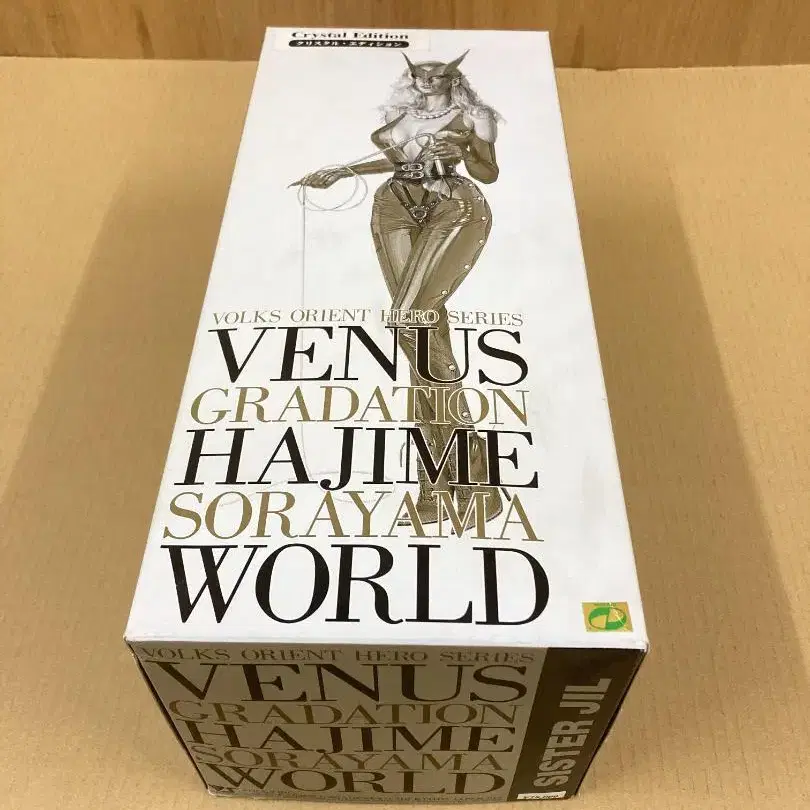 Crystal Edition
クリスタル・エディション
VOLKS ORIENT HERO SERIES
VENUS
GRADATION
HAJIME
SORAYAMA
WORLD
VOLKS ORIENT HERO SERIES
VENUS
GRADATION
HAJIME
SORAYAMA
WORLD
SISTER JIL